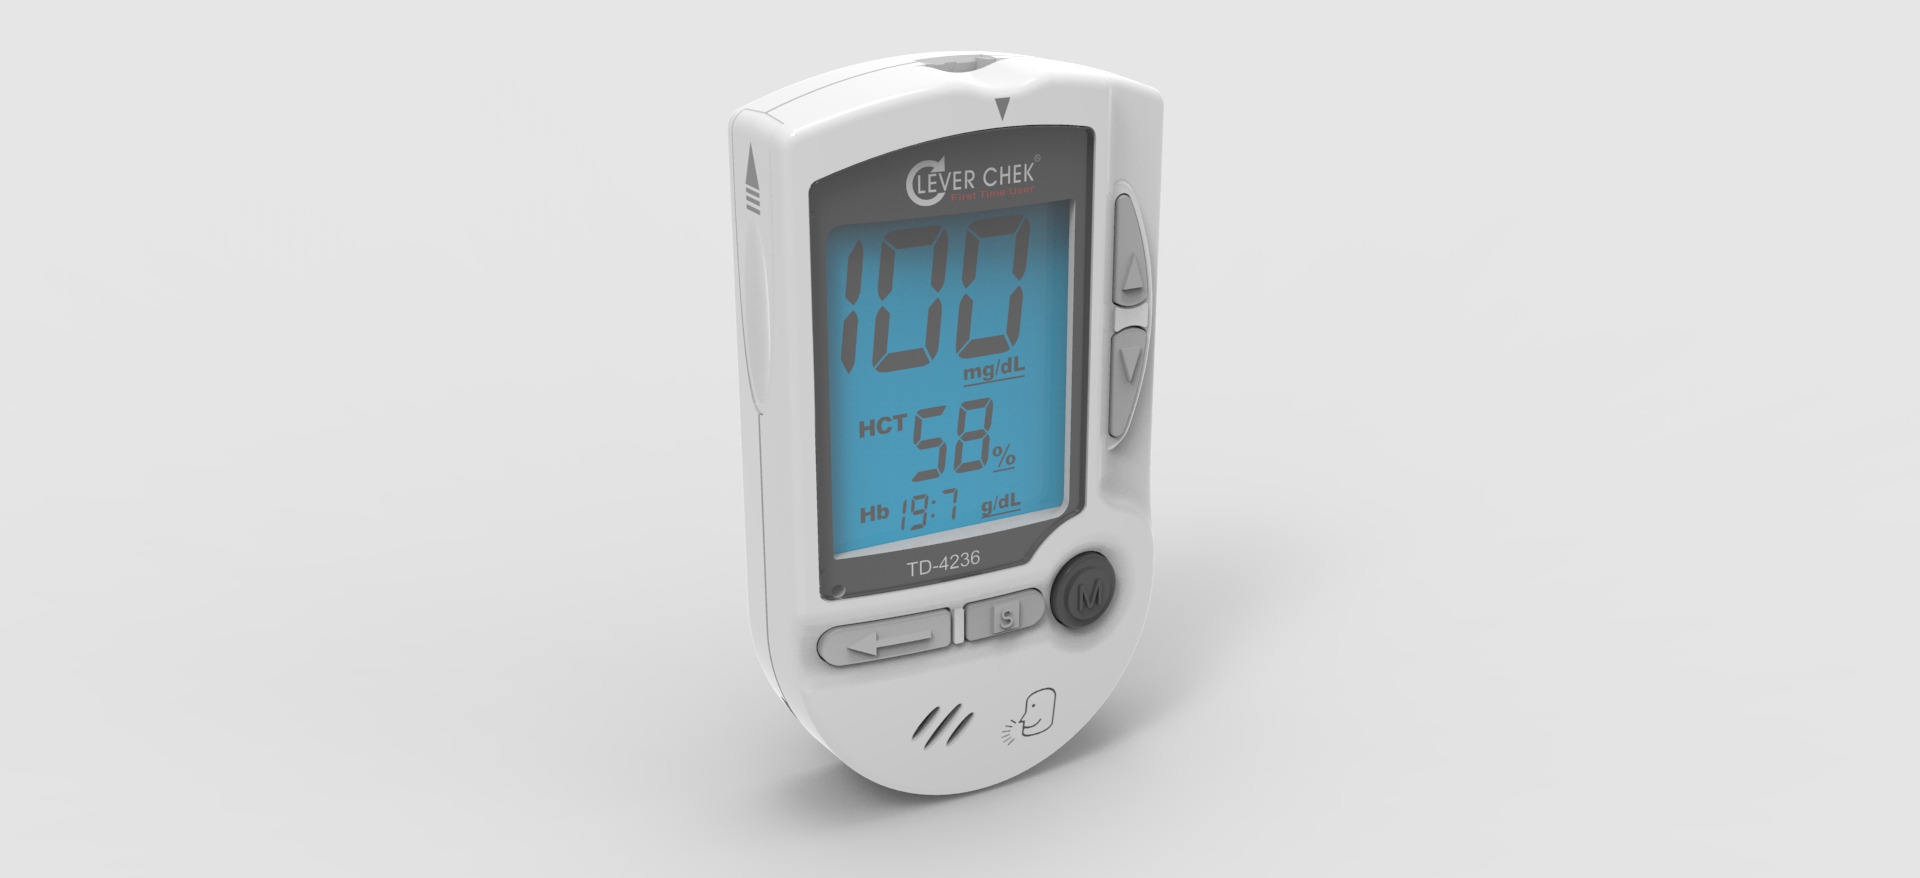 CLEVER CHEK®
First Time User
100
mg/dL
HCT 58 %
Hb 19:7 g/dL
TD-4236
S M